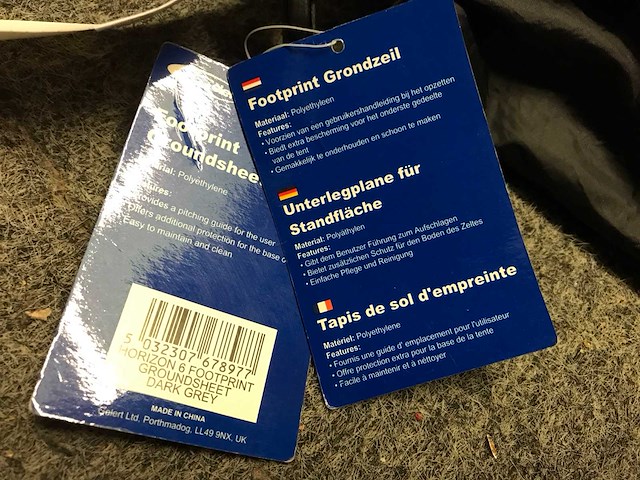 Footprint
Groundsheet
Polyethylene
provides a pitching guide for the user
Offers additional protection for the base
Easy to maintain and clean
5 032307 678977
HORIZON 6 FOOTPRINT
GROUNDSHEET
DARK GREY
MADE IN CHINA
Gelert Ltd, Porthmadog, LL49 9NX, UK
Footprint Grondzeil
Materiaal: Polyethyleen
Features:
• Voorzien van een gebruikershandleiding bij het opzetten
• Biedt extra bescherming voor het onderste gedeelte
van de tent
• Gemakkelijk te onderhouden en schoon te maken
Unterlegplane für
Standfläche
Material: Polyäthylen
Features:
• Gibt dem Benutzer Führung zum Aufschlagen
• Bietet zusätzlichen Schutz für den Boden des Zeltes
• Einfache Pflege und Reinigung
Tapis de sol d'empreinte
Matériel: Polyethylene
Features:
• Fournis une guide d' emplacement pour l'utilisateur
• Offre protection extra pour la base de la tente
• Facile à maintenir et à nettoyer